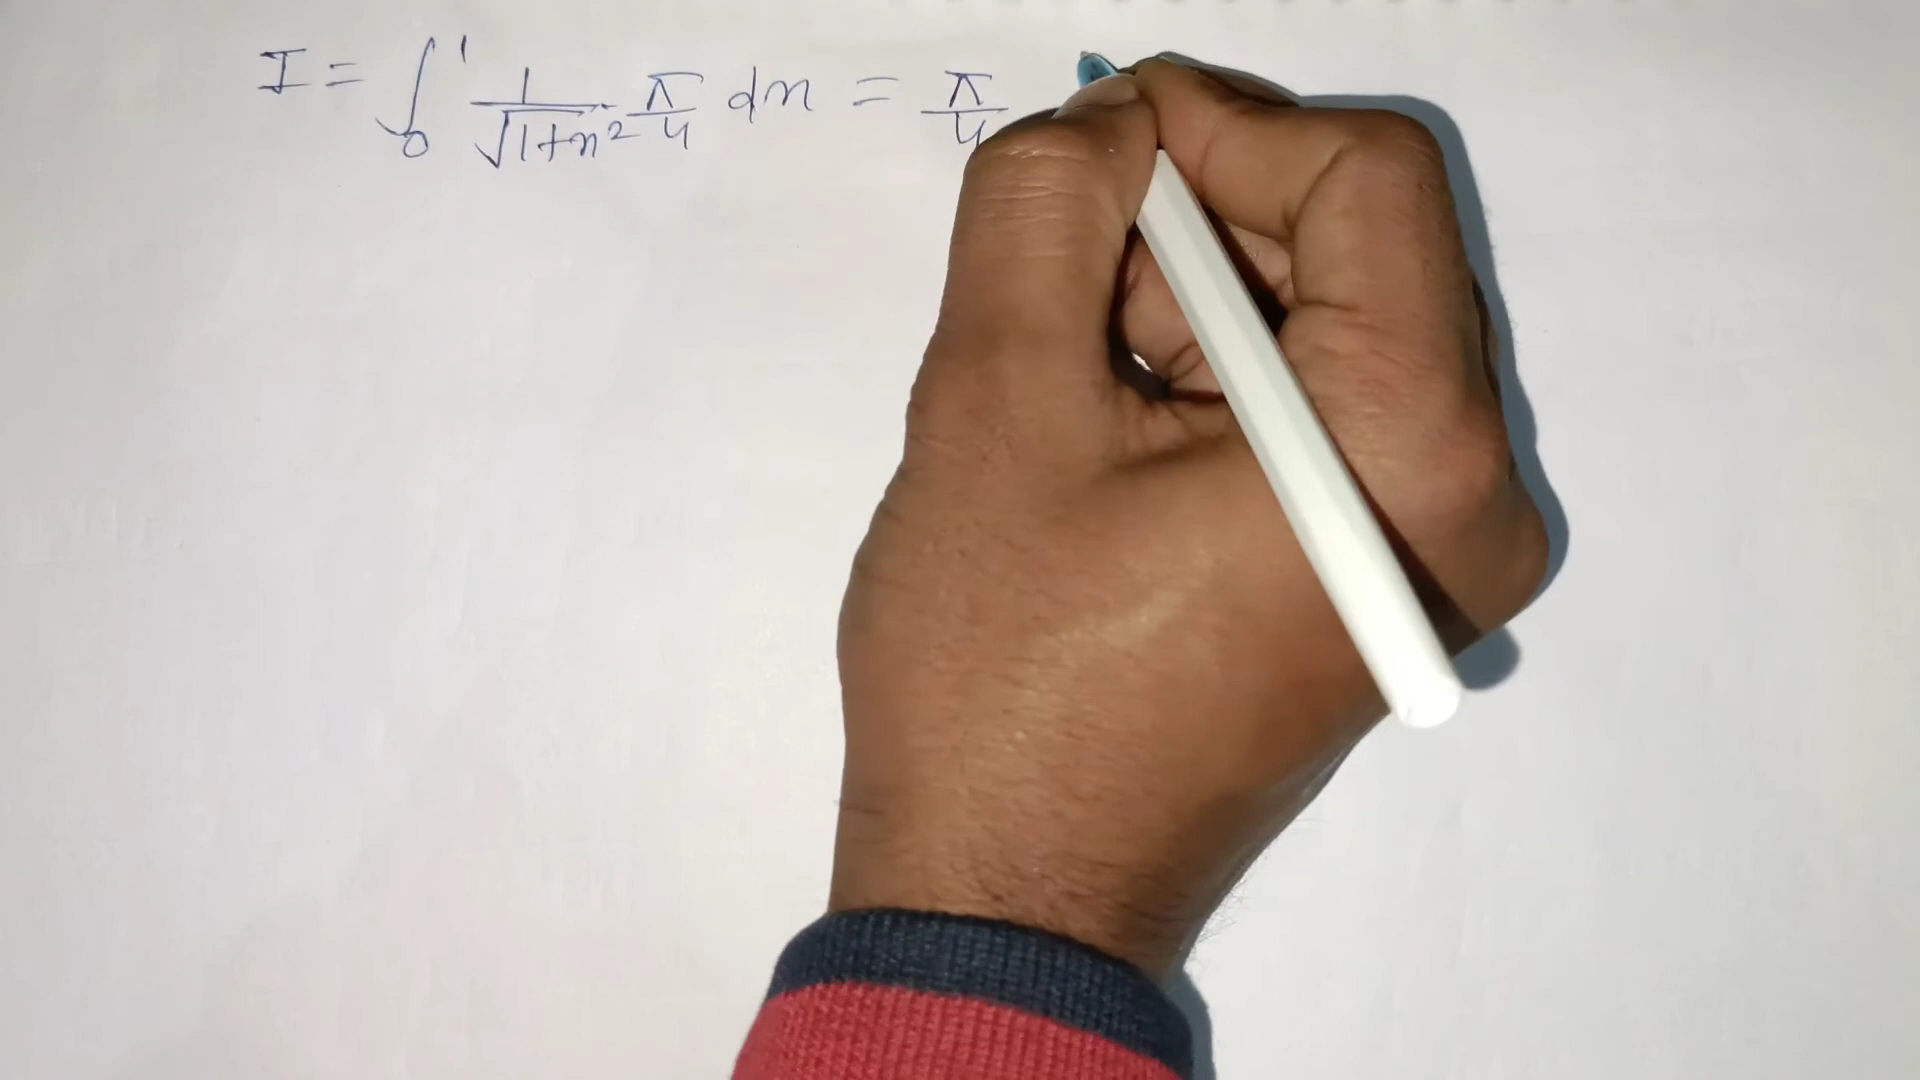 I = ∫₀¹ 1/√(1+x²) π/4 dx = π/4